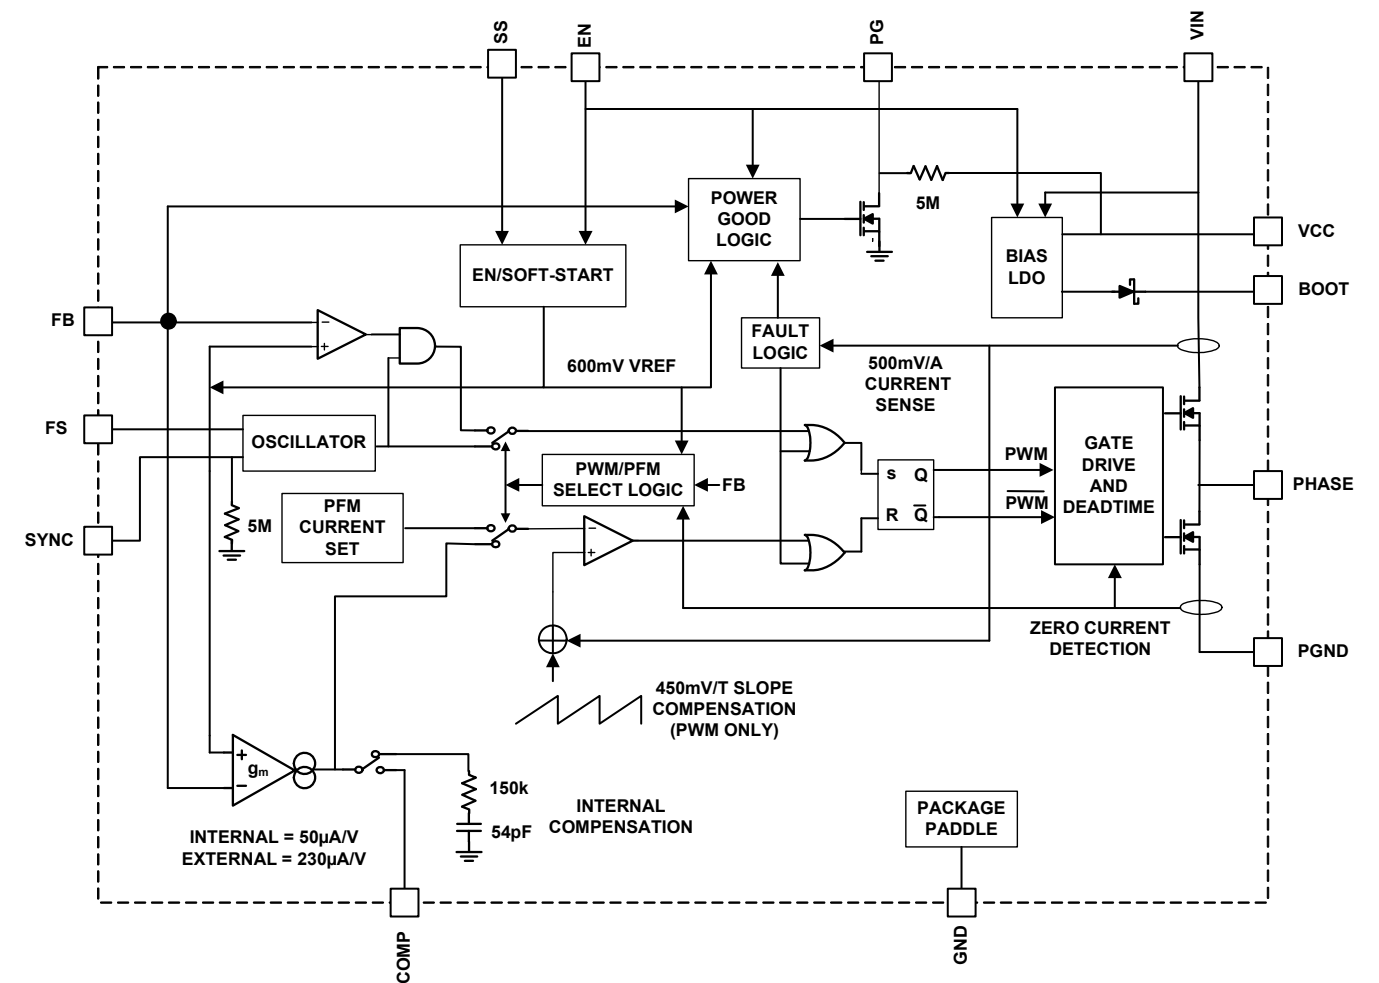 SS
EN
PG
VIN
POWER
GOOD
LOGIC
5M
BIAS
LDO
VCC
BOOT
EN/SOFT-START
FB
−
+
600mV VREF
FAULT
LOGIC
500mV/A
CURRENT
SENSE
FS
OSCILLATOR
PWM/PFM
SELECT LOGIC
FB
S Q
R Q̅
PWM
P̅W̅M̅
GATE
DRIVE
AND
DEADTIME
PHASE
SYNC
5M
PFM
CURRENT
SET
−
+
ZERO CURRENT
DETECTION
PGND
450mV/T SLOPE
COMPENSATION
(PWM ONLY)
+
gm
−
150k
54pF
INTERNAL
COMPENSATION
INTERNAL = 50µA/V
EXTERNAL = 230µA/V
PACKAGE
PADDLE
COMP
GND